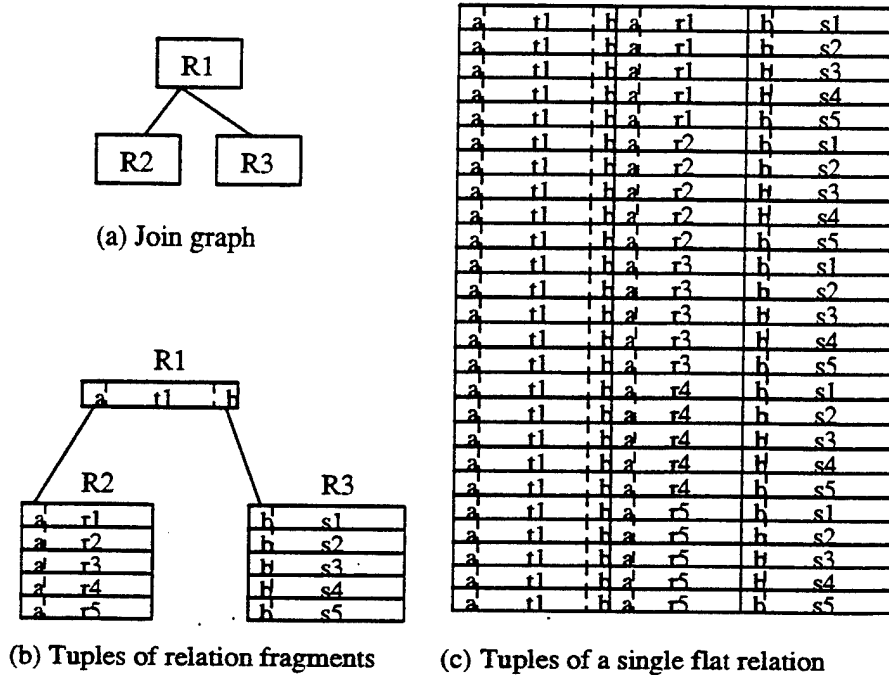 R1
R2 R3
(a) Join graph
R1
a t1 b
R2 R3
a r1 b s1
a r2 b s2
a r3 b s3
a r4 b s4
a r5 b s5
(b) Tuples of relation fragments
a t1 b a r1 b s1
a t1 b a r1 b s2
a t1 b a r1 b s3
a t1 b a r1 b s4
a t1 b a r1 b s5
a t1 b a r2 b s1
a t1 b a r2 b s2
a t1 b a r2 b s3
a t1 b a r2 b s4
a t1 b a r2 b s5
a t1 b a r3 b s1
a t1 b a r3 b s2
a t1 b a r3 b s3
a t1 b a r3 b s4
a t1 b a r3 b s5
a t1 b a r4 b s1
a t1 b a r4 b s2
a t1 b a r4 b s3
a t1 b a r4 b s4
a t1 b a r4 b s5
a t1 b a r5 b s1
a t1 b a r5 b s2
a t1 b a r5 b s3
a t1 b a r5 b s4
a t1 b a r5 b s5
(c) Tuples of a single flat relation